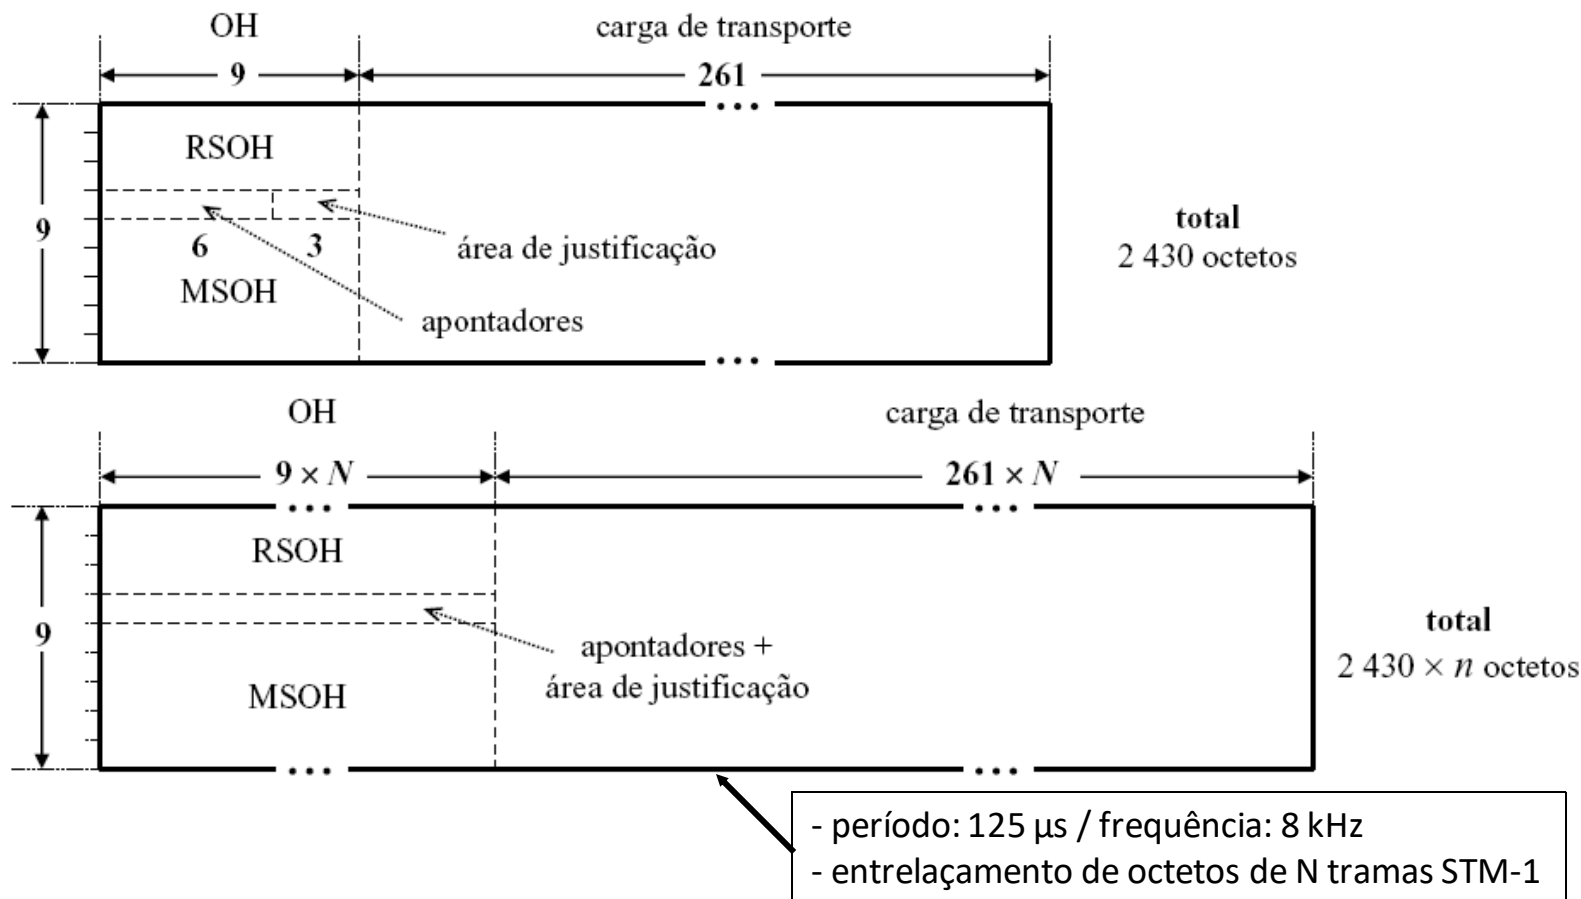 OH
carga de transporte
9
261
...
RSOH
9
6
3
área de justificação
MSOH
apontadores
...
total
2 430 octetos
OH
carga de transporte
9 × N
261 × N
... ...
RSOH
9
apontadores +
área de justificação
MSOH
... ...
total
2 430 × n octetos
- período: 125 μs / frequência: 8 kHz
- entrelaçamento de octetos de N tramas STM-1